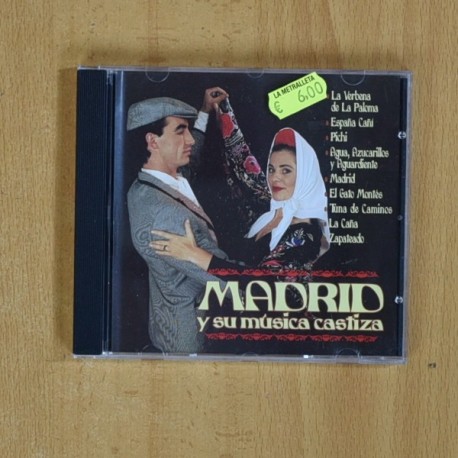 LA METRALLETA
€ 6,00
La Verbena
de La Paloma
España Cañí
Pichi
Agua, Azucarillos
y Aguardiente
Madrid
El Gato Montés
Tuna de Caminos
La Caña
Zapateado
MADRID
y su música castiza